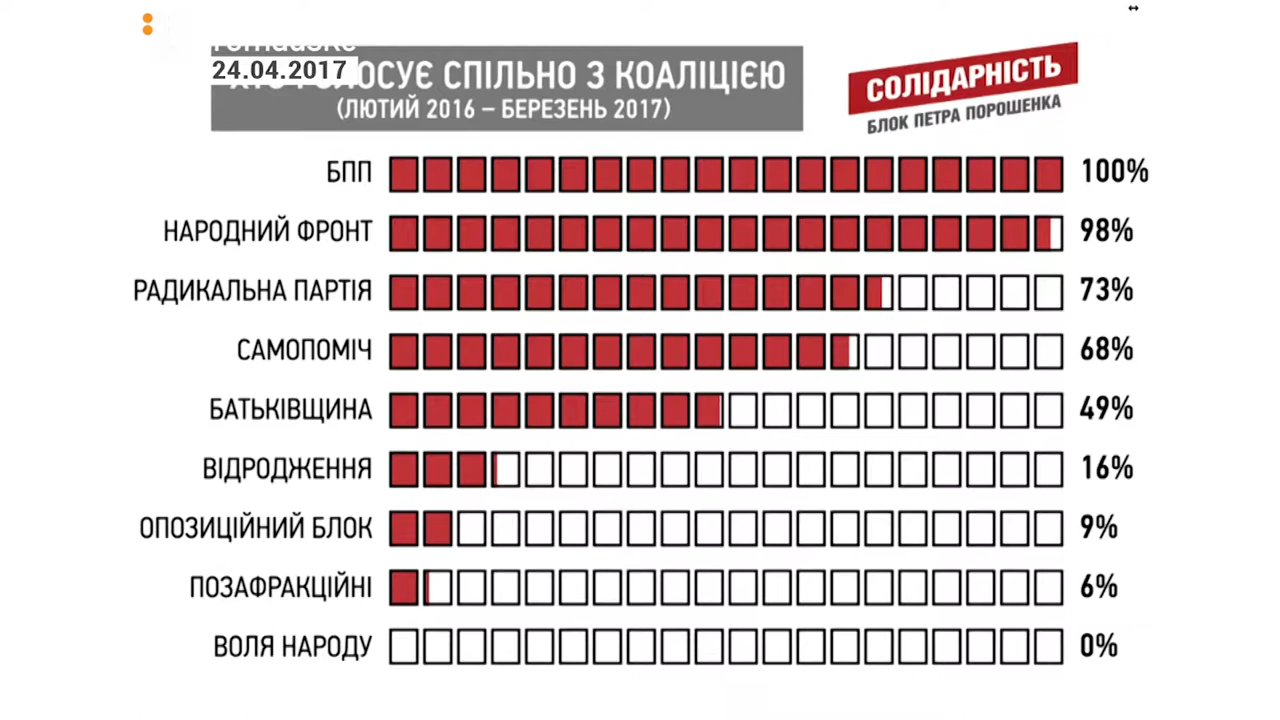 24.04.2017
СПІЛЬНО З КОАЛІЦІЄЮ
(ЛЮТИЙ 2016 – БЕРЕЗЕНЬ 2017)
СОЛІДАРНІСТЬ
БЛОК ПЕТРА ПОРОШЕНКА
БПП 100%
НАРОДНИЙ ФРОНТ 98%
РАДИКАЛЬНА ПАРТІЯ 73%
САМОПОМІЧ 68%
БАТЬКІВЩИНА 49%
ВІДРОДЖЕННЯ 16%
ОПОЗИЦІЙНИЙ БЛОК 9%
ПОЗАФРАКЦІЙНІ 6%
ВОЛЯ НАРОДУ 0%